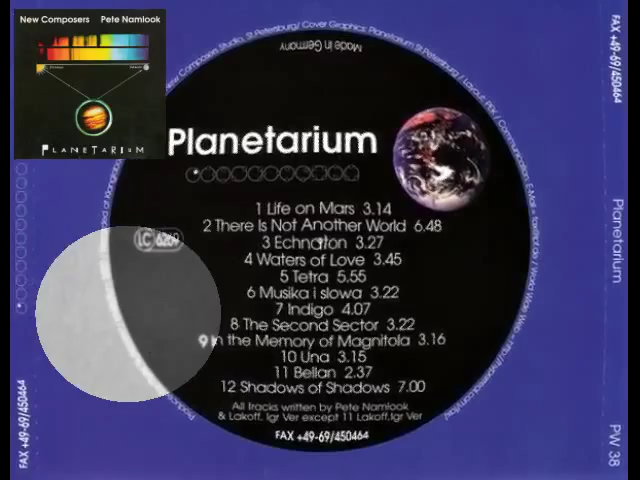 New Composers Pete Namlook
PLANETARIUM
Made in Germany
Planetarium
1 Life on Mars 3.14
2 There Is Not Another World 6.48
3 Echnaton 3.27
4 Waters of Love 3.45
5 Tetra 5.55
6 Musika i slowa 3.22
7 Indigo 4.07
8 The Second Sector 3.22
9 In the Memory of Magnitola 3.16
10 Una 3.15
11 Bellan 2.37
12 Shadows of Shadows 7.00
All Tracks written by Pete Namlook
& Lakoff, Igr Ver except 11 Lakoff, Igr Ver
FAX +49-69/450464
LC 6269
FAX +49-69/450464
FAX +49-69/450464
Planetarium
PW 38